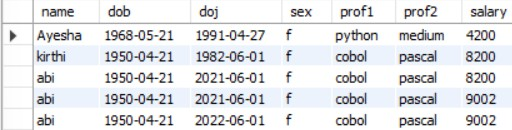 name dob doj sex prof1 prof2 salary
Ayesha 1968-05-21 1991-04-27 f python medium 4200
kirthi 1950-04-21 1982-06-01 f cobol pascal 8200
abi 1950-04-21 2021-06-01 f cobol pascal 8200
abi 1950-04-21 2021-06-01 f cobol pascal 9002
abi 1950-04-21 2022-06-01 f cobol pascal 9002